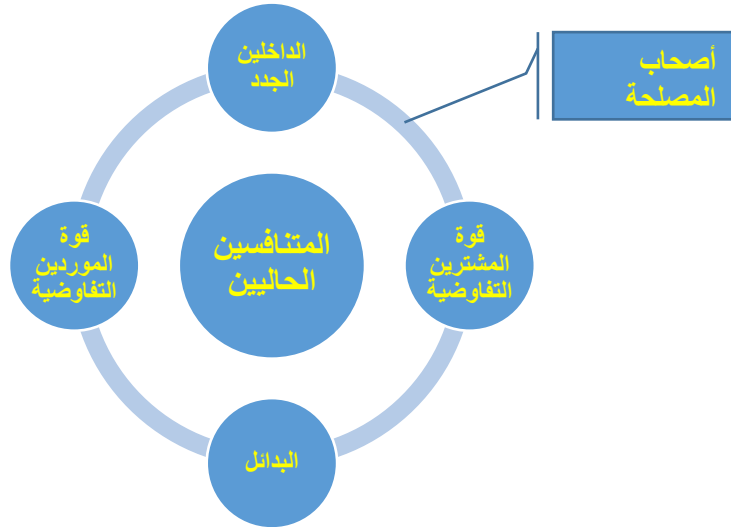 الداخلين
الجدد
أصحاب
المصلحة
قوة
المشترين
التفاوضية
المتنافسين
الحاليين
قوة
الموردين
التفاوضية
البدائل